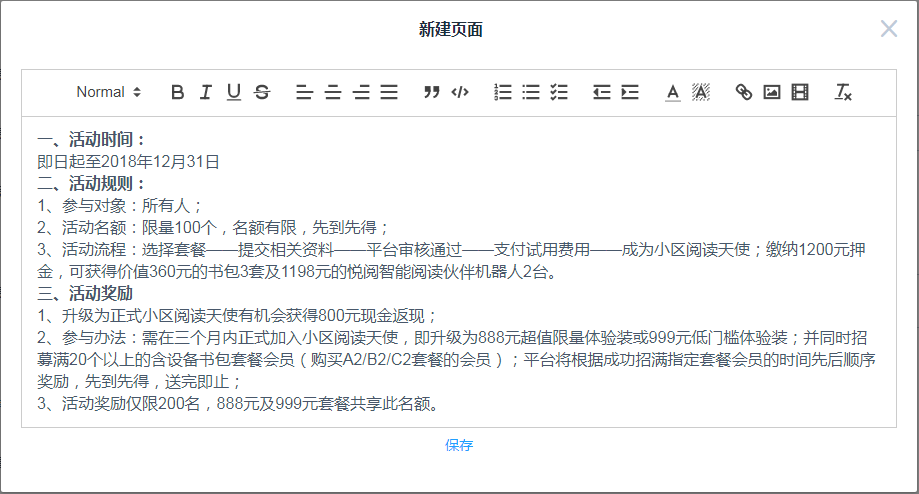 新建页面
Normal
一、活动时间：
即日起至2018年12月31日
二、活动规则：
1、参与对象：所有人；
2、活动名额：限量100个，名额有限，先到先得；
3、活动流程：选择套餐——提交相关资料——平台审核通过——支付试用费用——成为小区阅读天使；缴纳1200元押
金，可获得价值360元的书包3套及1198元的悦阅智能阅读伙伴机器人2台。
三、活动奖励
1、升级为正式小区阅读天使有机会获得800元现金返现；
2、参与办法：需在三个月内正式加入小区阅读天使，即升级为888元超值限量体验装或999元低门槛体验装；并同时招
募满20个以上的含设备书包套餐会员（购买A2/B2/C2套餐的会员）；平台将根据成功招满指定套餐会员的时间先后顺序
奖励，先到先得，送完即止；
3、活动奖励仅限200名，888元及999元套餐共享此名额。
保存